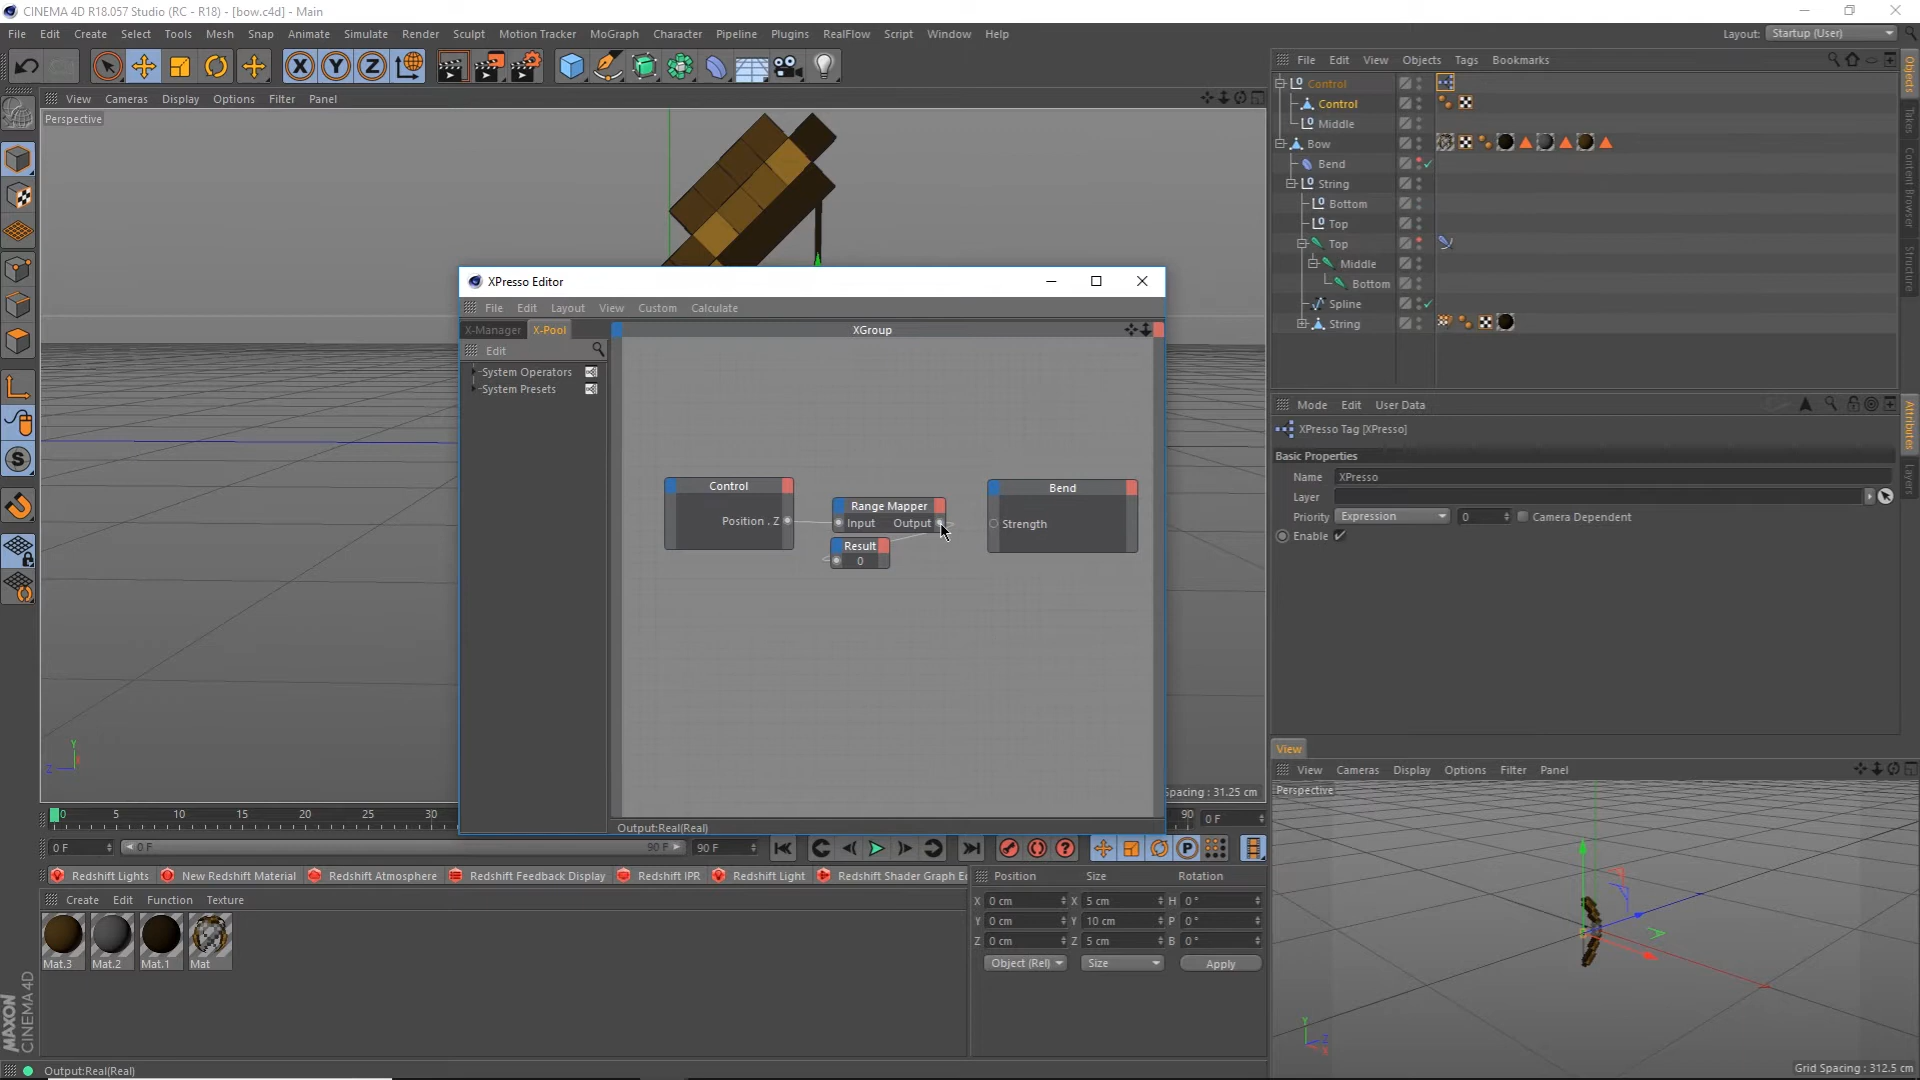 CINEMA 4D R18.057 Studio (RC - R18) - [bow.c4d] - Main
File Edit Create Select Tools Mesh Snap Animate Simulate Render Sculpt Motion Tracker MoGraph Character Pipeline Plugins RealFlow Script Window Help
Layout: Startup (User)
View Cameras Display Options Filter Panel
Perspective
File Edit View Objects Tags Bookmarks
Control
Control
Middle
Bow
Bend
String
Bottom
Top
Top
Middle
Bottom
Spline
String
Objects
Takes
Content Browser
Structure
XPresso Editor
File Edit Layout View Custom Calculate
X-Manager X-Pool
XGroup
Edit
System Operators
System Presets
Control
Position . Z
Range Mapper
Input Output
Result
0
Bend
Strength
Output:Real(Real)
Mode Edit User Data
XPresso Tag [XPresso]
Basic Properties
Name XPresso
Layer
Priority Expression 0 Camera Dependent
Enable
Attributes
Layers
Spacing : 31.25 cm
0 5 10 15 20 25 30 90 0 F
0 F 0 F 90 F 90 F
Redshift Lights New Redshift Material Redshift Atmosphere Redshift Feedback Display Redshift IPR Redshift Light Redshift Shader Graph E
Create Edit Function Texture
Mat.3 Mat.2 Mat.1 Mat
Position Size Rotation
X 0 cm X 5 cm H 0 °
Y 0 cm Y 10 cm P 0 °
Z 0 cm Z 5 cm B 0 °
Object (Rel) Size Apply
View
View Cameras Display Options Filter Panel
Perspective
Grid Spacing : 312.5 cm
MAXON
CINEMA 4D
Output:Real(Real)